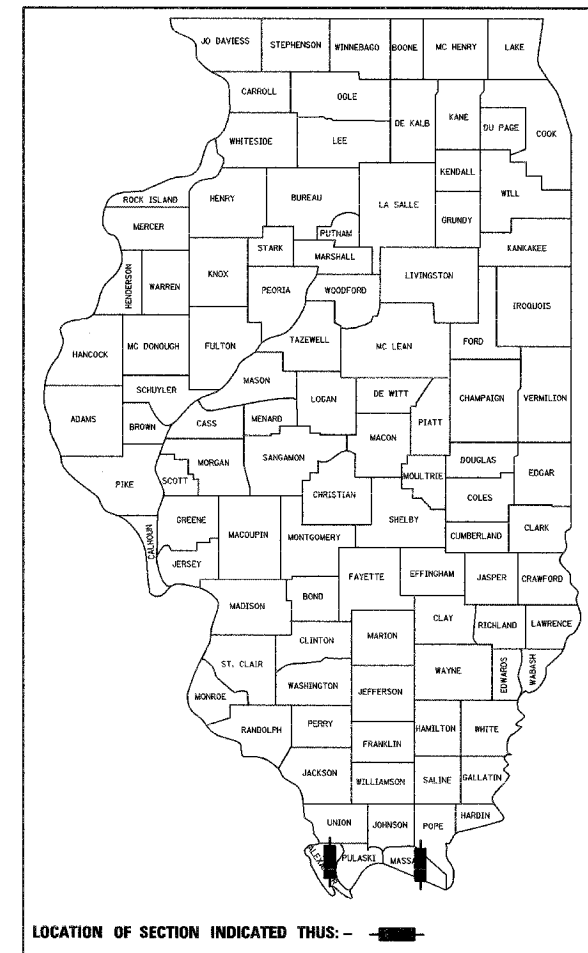 JO DAVIESS STEPHENSON WINNEBAGO BOONE MC HENRY LAKE
CARROLL OGLE DE KALB KANE DU PAGE COOK
WHITESIDE LEE KENDALL WILL
ROCK ISLAND HENRY BUREAU LA SALLE GRUNDY
MERCER PUTNAM KANKAKEE
STARK MARSHALL
HENDERSON WARREN KNOX PEORIA WOODFORD LIVINGSTON IROQUOIS
HANCOCK MC DONOUGH FULTON TAZEWELL MC LEAN FORD
SCHUYLER MASON LOGAN DE WITT CHAMPAIGN VERMILION
ADAMS BROWN CASS MENARD MACON PIATT
MORGAN SANGAMON DOUGLAS EDGAR
PIKE SCOTT CHRISTIAN MOULTRIE COLES
GREENE MACOUPIN MONTGOMERY SHELBY CUMBERLAND CLARK
CALHOUN JERSEY FAYETTE EFFINGHAM JASPER CRAWFORD
MADISON BOND CLAY RICHLAND LAWRENCE
CLINTON MARION
ST. CLAIR WAYNE EDWARDS WABASH
MONROE WASHINGTON JEFFERSON
RANDOLPH PERRY HAMILTON WHITE
FRANKLIN
JACKSON WILLIAMSON SALINE GALLATIN
UNION JOHNSON POPE HARDIN
PULASKI
LOCATION OF SECTION INDICATED THUS: -